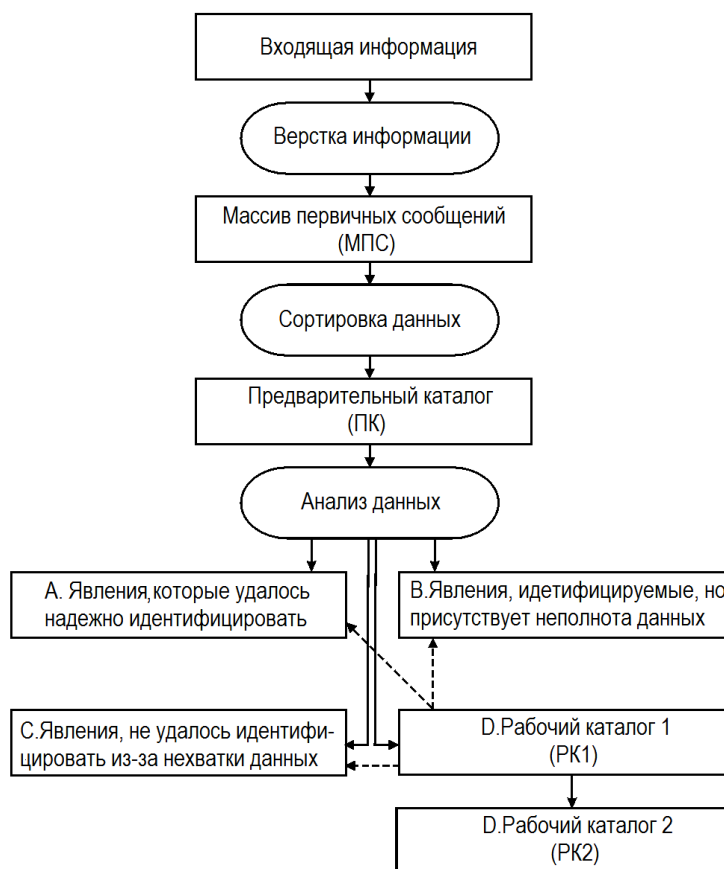 Входящая информация
Верстка информации
Массив первичных сообщений
(МПС)
Сортировка данных
Предварительный каталог
(ПК)
Анализ данных
А. Явления,которые удалось
надежно идентифицировать
В.Явления, идетифицируемые, но
присутствует неполнота данных
С.Явления, не удалось идентифи-
цировать из-за нехватки данных
D.Рабочий каталог 1
(РК1)
D.Рабочий каталог 2
(РК2)